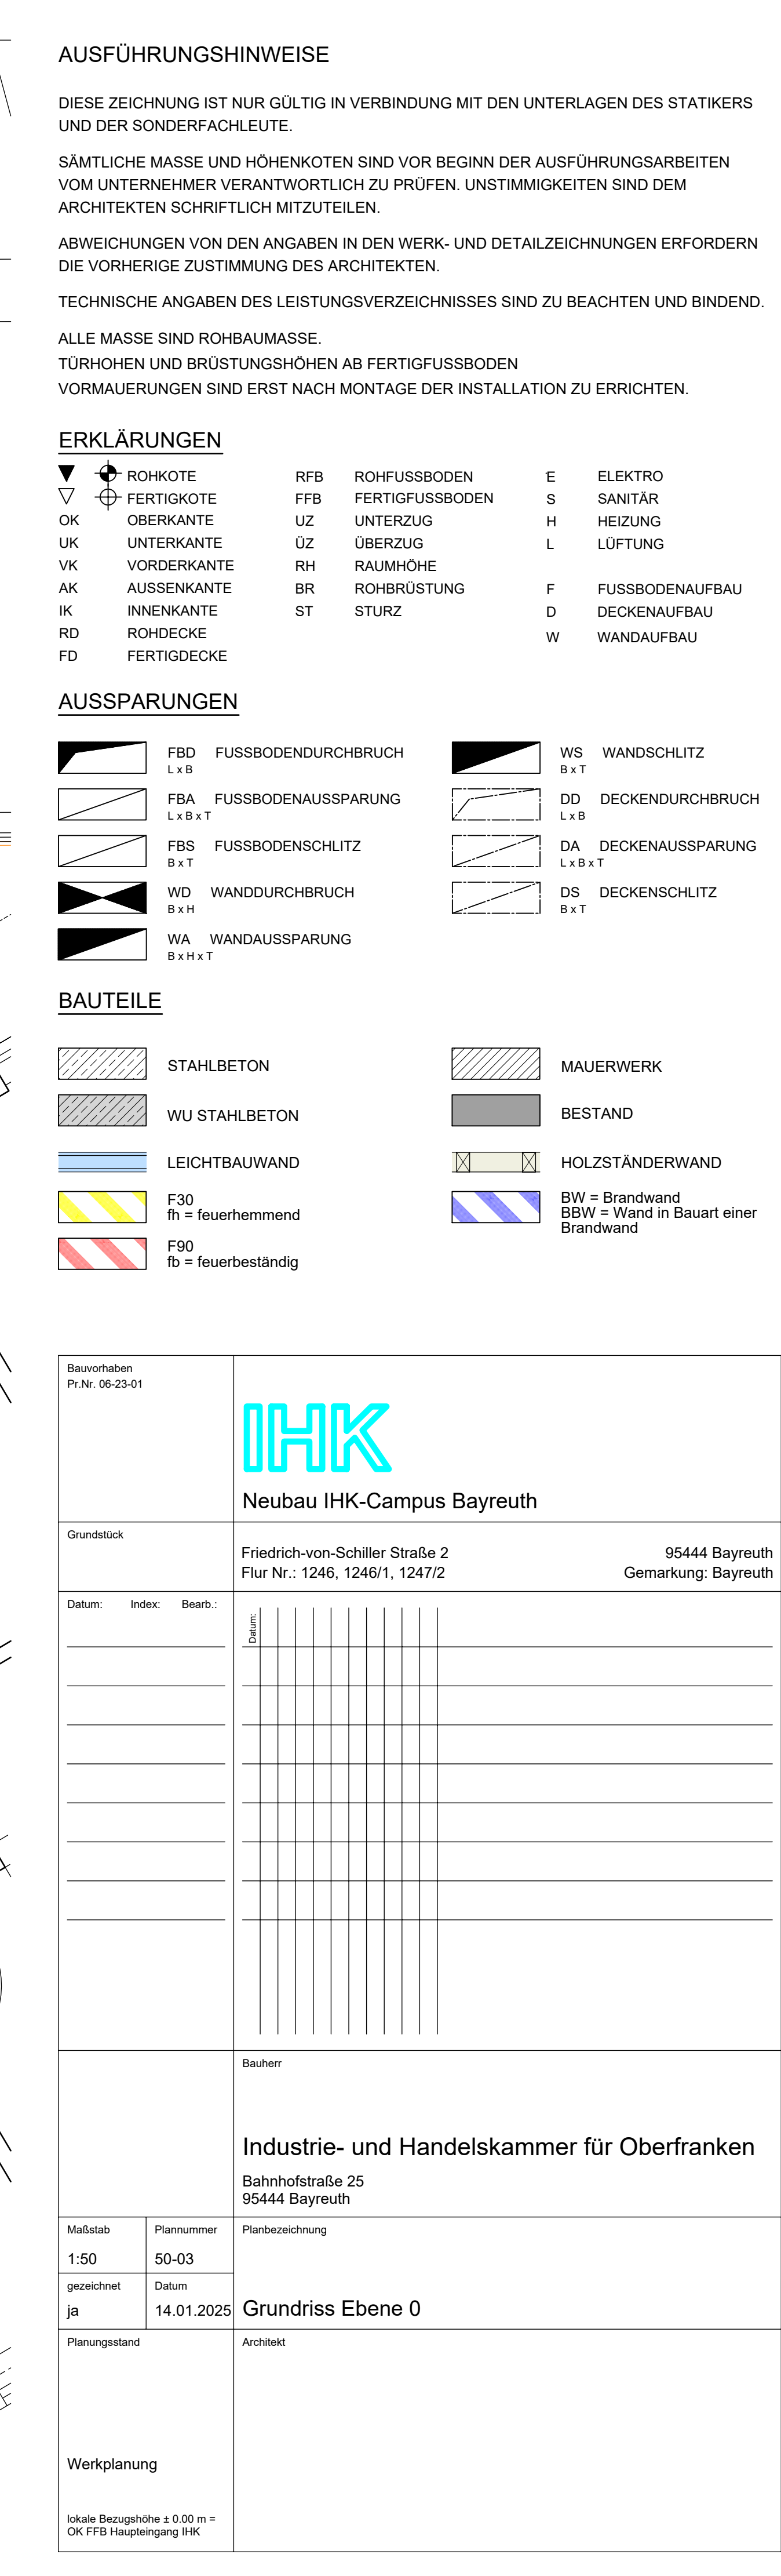 AUSFÜHRUNGSHINWEISE
DIESE ZEICHNUNG IST NUR GÜLTIG IN VERBINDUNG MIT DEN UNTERLAGEN DES STATIKERS
UND DER SONDERFACHLEUTE.
SÄMTLICHE MASSE UND HÖHENKOTEN SIND VOR BEGINN DER AUSFÜHRUNGSARBEITEN
VOM UNTERNEHMER VERANTWORTLICH ZU PRÜFEN. UNSTIMMIGKEITEN SIND DEM
ARCHITEKTEN SCHRIFTLICH MITZUTEILEN.
ABWEICHUNGEN VON DEN ANGABEN IN DEN WERK- UND DETAILZEICHNUNGEN ERFORDERN
DIE VORHERIGE ZUSTIMMUNG DES ARCHITEKTEN.
TECHNISCHE ANGABEN DES LEISTUNGSVERZEICHNISSES SIND ZU BEACHTEN UND BINDEND.
ALLE MASSE SIND ROHBAUMASSE.
TÜRHOHEN UND BRÜSTUNGSHÖHEN AB FERTIGFUSSBODEN
VORMAUERUNGEN SIND ERST NACH MONTAGE DER INSTALLATION ZU ERRICHTEN.
ERKLÄRUNGEN
ROHKOTE
FERTIGKOTE
OK OBERKANTE
UK UNTERKANTE
VK VORDERKANTE
AK AUSSENKANTE
IK INNENKANTE
RD ROHDECKE
FD FERTIGDECKE
RFB ROHFUSSBODEN
FFB FERTIGFUSSBODEN
UZ UNTERZUG
ÜZ ÜBERZUG
RH RAUMHÖHE
BR ROHBRÜSTUNG
ST STURZ
E ELEKTRO
S SANITÄR
H HEIZUNG
L LÜFTUNG
F FUSSBODENAUFBAU
D DECKENAUFBAU
W WANDAUFBAU
AUSSPARUNGEN
FBD FUSSBODENDURCHBRUCH
L x B
FBA FUSSBODENAUSSPARUNG
L x B x T
FBS FUSSBODENSCHLITZ
B x T
WD WANDDURCHBRUCH
B x H
WA WANDAUSSPARUNG
B x H x T
WS WANDSCHLITZ
B x T
DD DECKENDURCHBRUCH
L x B
DA DECKENAUSSPARUNG
L x B x T
DS DECKENSCHLITZ
B x T
BAUTEILE
STAHLBETON
WU STAHLBETON
LEICHTBAUWAND
F30
fh = feuerhemmend
F90
fb = feuerbeständig
MAUERWERK
BESTAND
HOLZSTÄNDERWAND
BW = Brandwand
BBW = Wand in Bauart einer
Brandwand
Bauvorhaben
Pr.Nr. 06-23-01
IHK
Neubau IHK-Campus Bayreuth
Grundstück
Friedrich-von-Schiller Straße 2 95444 Bayreuth
Flur Nr.: 1246, 1246/1, 1247/2 Gemarkung: Bayreuth
Datum: Index: Bearb.:
Datum:
Bauherr
Industrie- und Handelskammer für Oberfranken
Bahnhofstraße 25
95444 Bayreuth
Maßstab Plannummer
1:50 50-03
gezeichnet Datum
ja 14.01.2025
Planbezeichnung
Grundriss Ebene 0
Planungsstand
Werkplanung
lokale Bezugshöhe ± 0.00 m =
OK FFB Haupteingang IHK
Architekt